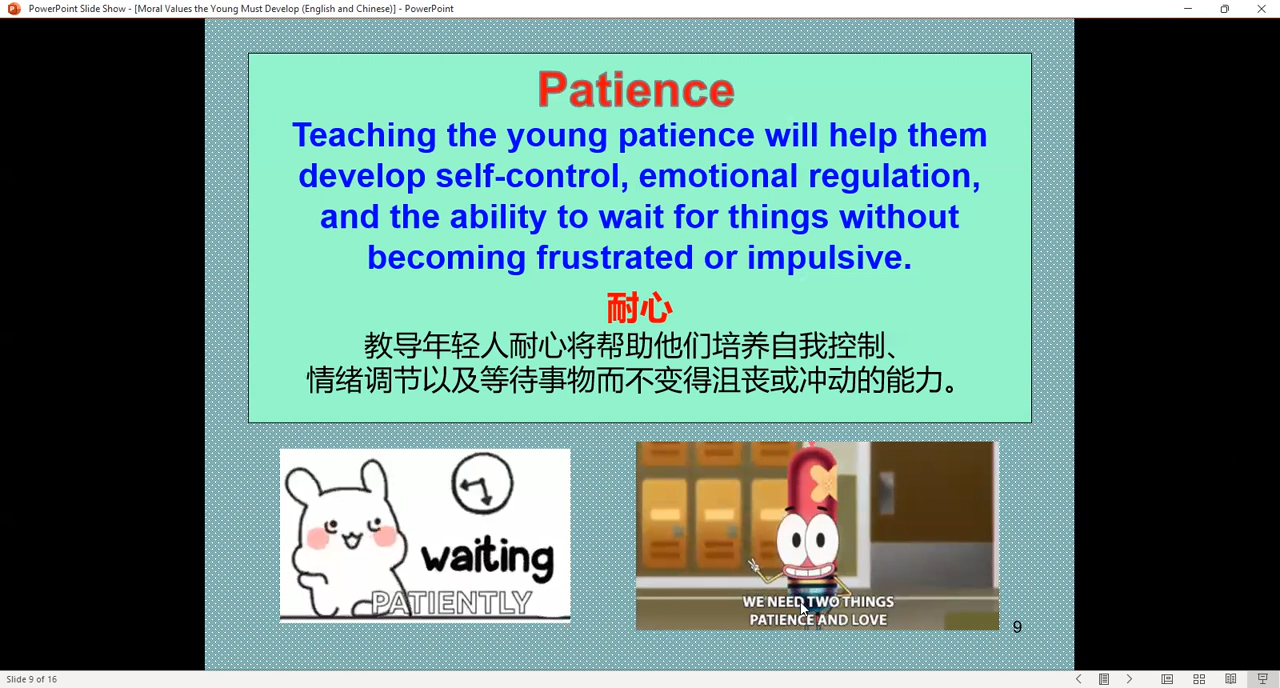 PowerPoint Slide Show - [Moral Values the Young Must Develop (English and Chinese)] - PowerPoint
Patience
Teaching the young patience will help them
develop self-control, emotional regulation,
and the ability to wait for things without
becoming frustrated or impulsive.
耐心
教导年轻人耐心将帮助他们培养自我控制、
情绪调节以及等待事物而不变得沮丧或冲动的能力。
waiting
PATIENTLY
WE NEED TWO THINGS
PATIENCE AND LOVE
9
Slide 9 of 16